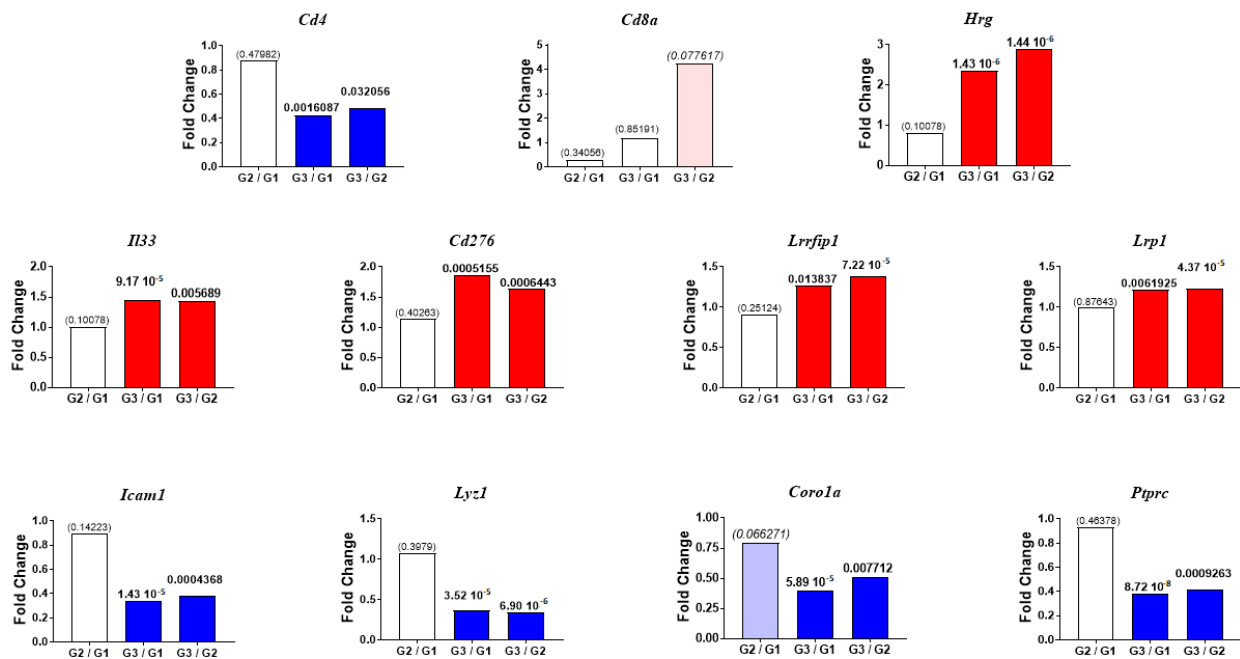 Cd4
Fold Change
1.0
0.8
0.6
0.4
0.2
0.0
(0.47982)
0.0016087
0.032056
G2 / G1 G3 / G1 G3 / G2
Cd8a
Fold Change
5
4
3
2
1
0
(0.34056)
(0.85191)
(0.077617)
G2 / G1 G3 / G1 G3 / G2
Hrg
Fold Change
3
2
1
0
(0.10078)
1.43 10⁻⁶
1.44 10⁻⁶
G2 / G1 G3 / G1 G3 / G2
Il33
Fold Change
2.0
1.5
1.0
0.5
0.0
(0.10078)
9.17 10⁻⁵
0.005689
G2 / G1 G3 / G1 G3 / G2
Cd276
Fold Change
2.0
1.5
1.0
0.5
0.0
(0.40263)
0.0005155
0.0006443
G2 / G1 G3 / G1 G3 / G2
Lrrfip1
Fold Change
1.5
1.0
0.5
0.0
(0.25124)
0.013837
7.22 10⁻⁵
G2 / G1 G3 / G1 G3 / G2
Lrp1
Fold Change
1.5
1.0
0.5
0.0
(0.87643)
0.0061925
4.37 10⁻⁵
G2 / G1 G3 / G1 G3 / G2
Icam1
Fold Change
1.0
0.8
0.6
0.4
0.2
0.0
(0.14223)
1.43 10⁻⁵
0.0004368
G2 / G1 G3 / G1 G3 / G2
Lyz1
Fold Change
1.5
1.0
0.5
0.0
(0.3979)
3.52 10⁻⁵
6.90 10⁻⁶
G2 / G1 G3 / G1 G3 / G2
Coro1a
Fold Change
1.00
0.75
0.50
0.25
0.00
(0.066271)
5.89 10⁻⁵
0.007712
G2 / G1 G3 / G1 G3 / G2
Ptprc
Fold Change
1.0
0.8
0.6
0.4
0.2
0.0
(0.46378)
8.72 10⁻⁸
0.0009263
G2 / G1 G3 / G1 G3 / G2